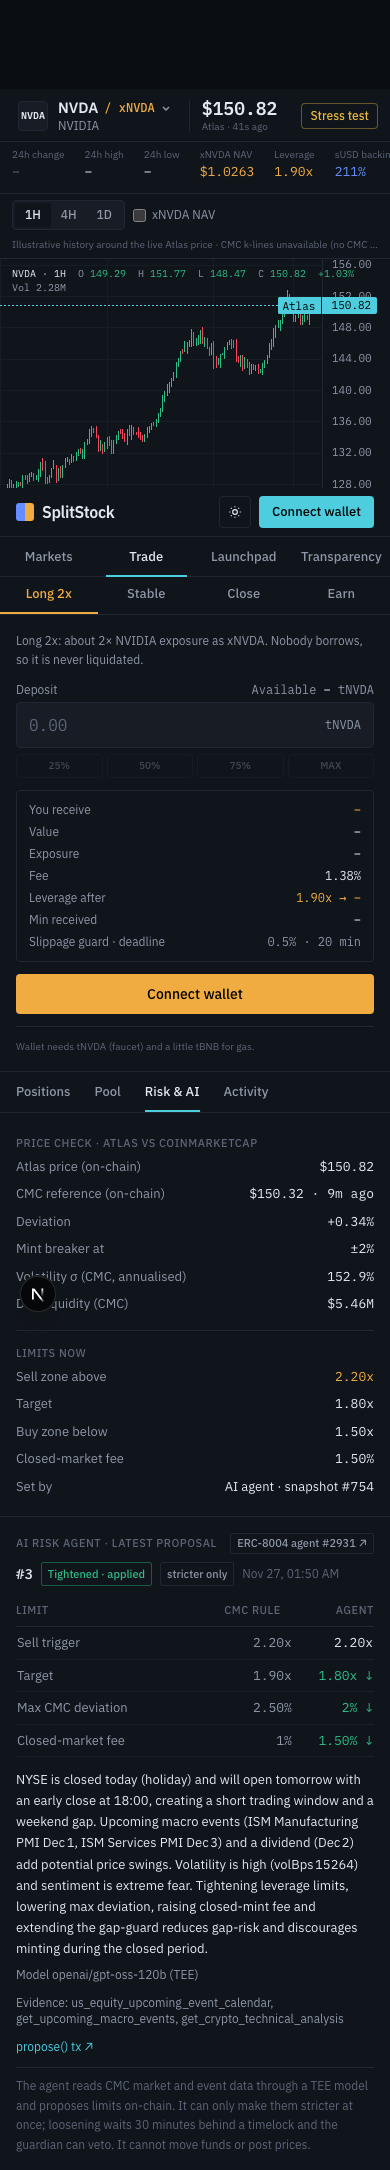 NVDA
NVDA / xNVDA
NVIDIA
$150.82
Atlas · 41s ago
Stress test
24h change 24h high 24h low xNVDA NAV Leverage sUSD backin
– – – $1.0263 1.90x 211%
1H 4H 1D xNVDA NAV
Illustrative history around the live Atlas price · CMC k-lines unavailable (no CMC ...
NVDA · 1H O 149.29 H 151.77 L 148.47 C 150.82 +1.03%
Vol 2.28M
156.00
152.00
Atlas 150.82
148.00
144.00
140.00
136.00
132.00
128.00
SplitStock
Connect wallet
Markets Trade Launchpad Transparency
Long 2x Stable Close Earn
Long 2x: about 2× NVIDIA exposure as xNVDA. Nobody borrows,
so it is never liquidated.
Deposit Available – tNVDA
0.00 tNVDA
25% 50% 75% MAX
You receive –
Value –
Exposure –
Fee 1.38%
Leverage after 1.90x → –
Min received –
Slippage guard · deadline 0.5% · 20 min
Connect wallet
Wallet needs tNVDA (faucet) and a little tBNB for gas.
Positions Pool Risk & AI Activity
PRICE CHECK · ATLAS VS COINMARKETCAP
Atlas price (on-chain) $150.82
CMC reference (on-chain) $150.32 · 9m ago
Deviation +0.34%
Mint breaker at ±2%
σ (CMC, annualised) 152.9%
(CMC) $5.46M
N
LIMITS NOW
Sell zone above 2.20x
Target 1.80x
Buy zone below 1.50x
Closed-market fee 1.50%
Set by AI agent · snapshot #754
AI RISK AGENT · LATEST PROPOSAL ERC-8004 agent #2931 ↗
#3 Tightened · applied stricter only Nov 27, 01:50 AM
LIMIT CMC RULE AGENT
Sell trigger 2.20x 2.20x
Target 1.90x 1.80x ↓
Max CMC deviation 2.50% 2% ↓
Closed-market fee 1% 1.50% ↓
NYSE is closed today (holiday) and will open tomorrow with
an early close at 18:00, creating a short trading window and a
weekend gap. Upcoming macro events (ISM Manufacturing
PMI Dec 1, ISM Services PMI Dec 3) and a dividend (Dec 2)
add potential price swings. Volatility is high (volBps 15264)
and sentiment is extreme fear. Tightening leverage limits,
lowering max deviation, raising closed-mint fee and
extending the gap-guard reduces gap-risk and discourages
minting during the closed period.
Model openai/gpt-oss-120b (TEE)
Evidence: us_equity_upcoming_event_calendar,
get_upcoming_macro_events, get_crypto_technical_analysis
propose() tx ↗
The agent reads CMC market and event data through a TEE model
and proposes limits on-chain. It can only make them stricter at
once; loosening waits 30 minutes behind a timelock and the
guardian can veto. It cannot move funds or post prices.